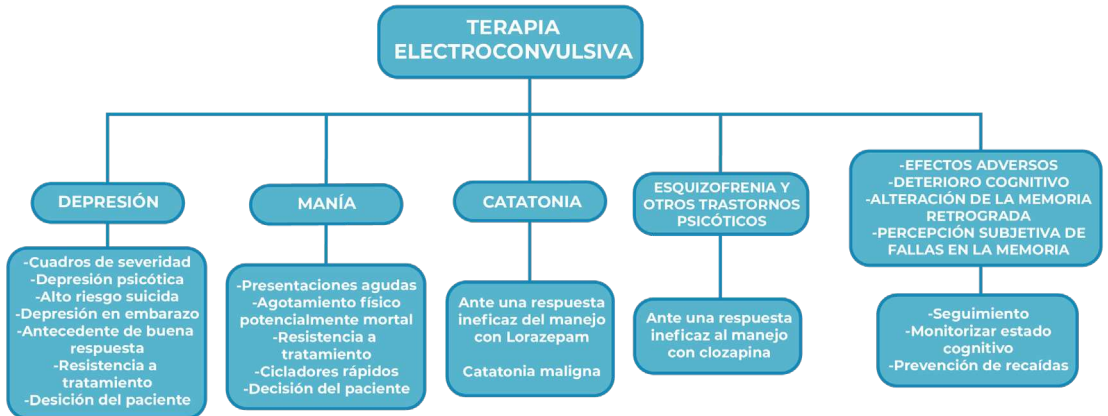 TERAPIA
ELECTROCONVULSIVA
DEPRESIÓN
-Cuadros de severidad
-Depresión psicótica
-Alto riesgo suicida
-Depresión en embarazo
-Antecedente de buena
respuesta
-Resistencia a
tratamiento
-Desición del paciente
MANÍA
-Presentaciones agudas
-Agotamiento físico
potencialmente mortal
-Resistencia a
tratamiento
-Cicladores rápidos
-Decisión del paciente
CATATONIA
Ante una respuesta
ineficaz del manejo
con Lorazepam
Catatonia maligna
ESQUIZOFRENIA Y
OTROS TRASTORNOS
PSICÓTICOS
Ante una respuesta
ineficaz al manejo
con clozapina
-EFECTOS ADVERSOS
-DETERIORO COGNITIVO
-ALTERACIÓN DE LA MEMORIA
RETROGRADA
-PERCEPCIÓN SUBJETIVA DE
FALLAS EN LA MEMORIA
-Seguimiento
-Monitorizar estado
cognitivo
-Prevención de recaídas